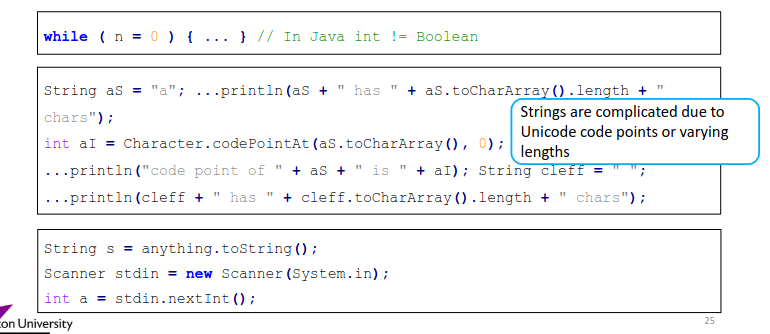 while ( n = 0 ) { ... } // In Java int != Boolean
String aS = "a"; ...println(aS + " has " + aS.toCharArray().length + "
chars");
int aI = Character.codePointAt(aS.toCharArray(), 0);
...println("code point of " + aS + " is " + aI); String cleff = " ";
...println(cleff + " has " + cleff.toCharArray().length + " chars");
Strings are complicated due to
Unicode code points or varying
lengths
String s = anything.toString();
Scanner stdin = new Scanner(System.in);
int a = stdin.nextInt();
on University
25